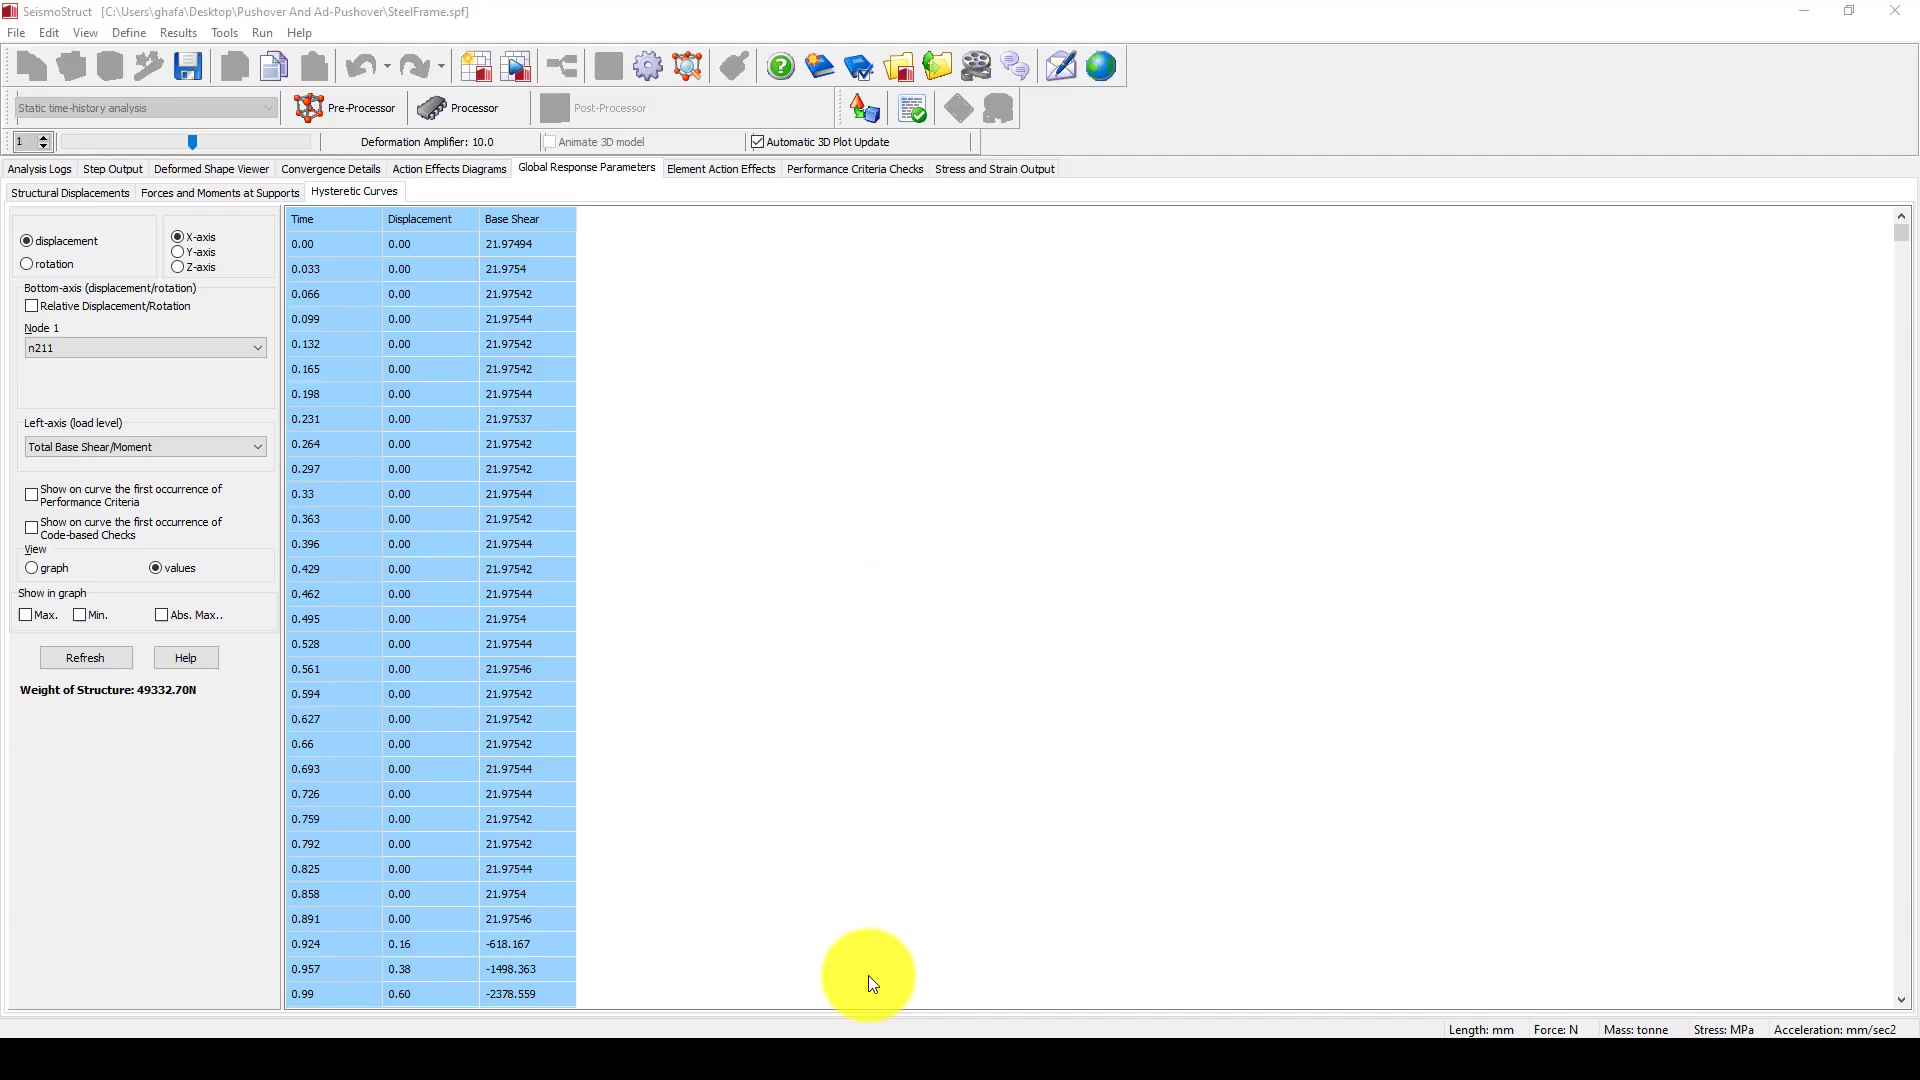 SeismoStruct [C:\Users\ghafa\Desktop\Pushover And Ad-Pushover\SteelFrame.spf]
File Edit View Define Results Tools Run Help
Static time-history analysis Pre-Processor Processor Post-Processor
1 Deformation Amplifier: 10.0 Animate 3D model Automatic 3D Plot Update
Analysis Logs Step Output Deformed Shape Viewer Convergence Details Action Effects Diagrams Global Response Parameters Element Action Effects Performance Criteria Checks Stress and Strain Output
Structural Displacements Forces and Moments at Supports Hysteretic Curves
displacement
rotation
X-axis
Y-axis
Z-axis
Bottom-axis (displacement/rotation)
Relative Displacement/Rotation
Node 1
n211
Left-axis (load level)
Total Base Shear/Moment
Show on curve the first occurrence of
Performance Criteria
Show on curve the first occurrence of
Code-based Checks
View
graph values
Show in graph
Max. Min. Abs. Max..
Refresh Help
Weight of Structure: 49332.70N
Time Displacement Base Shear
0.00 0.00 21.97494
0.033 0.00 21.9754
0.066 0.00 21.97542
0.099 0.00 21.97544
0.132 0.00 21.97542
0.165 0.00 21.97542
0.198 0.00 21.97544
0.231 0.00 21.97537
0.264 0.00 21.97542
0.297 0.00 21.97542
0.33 0.00 21.97544
0.363 0.00 21.97542
0.396 0.00 21.97544
0.429 0.00 21.97542
0.462 0.00 21.97544
0.495 0.00 21.9754
0.528 0.00 21.97544
0.561 0.00 21.97546
0.594 0.00 21.97542
0.627 0.00 21.97542
0.66 0.00 21.97542
0.693 0.00 21.97544
0.726 0.00 21.97544
0.759 0.00 21.97542
0.792 0.00 21.97542
0.825 0.00 21.97544
0.858 0.00 21.9754
0.891 0.00 21.97546
0.924 0.16 -618.167
0.957 0.38 -1498.363
0.99 0.60 -2378.559
Length: mm Force: N Mass: tonne Stress: MPa Acceleration: mm/sec2